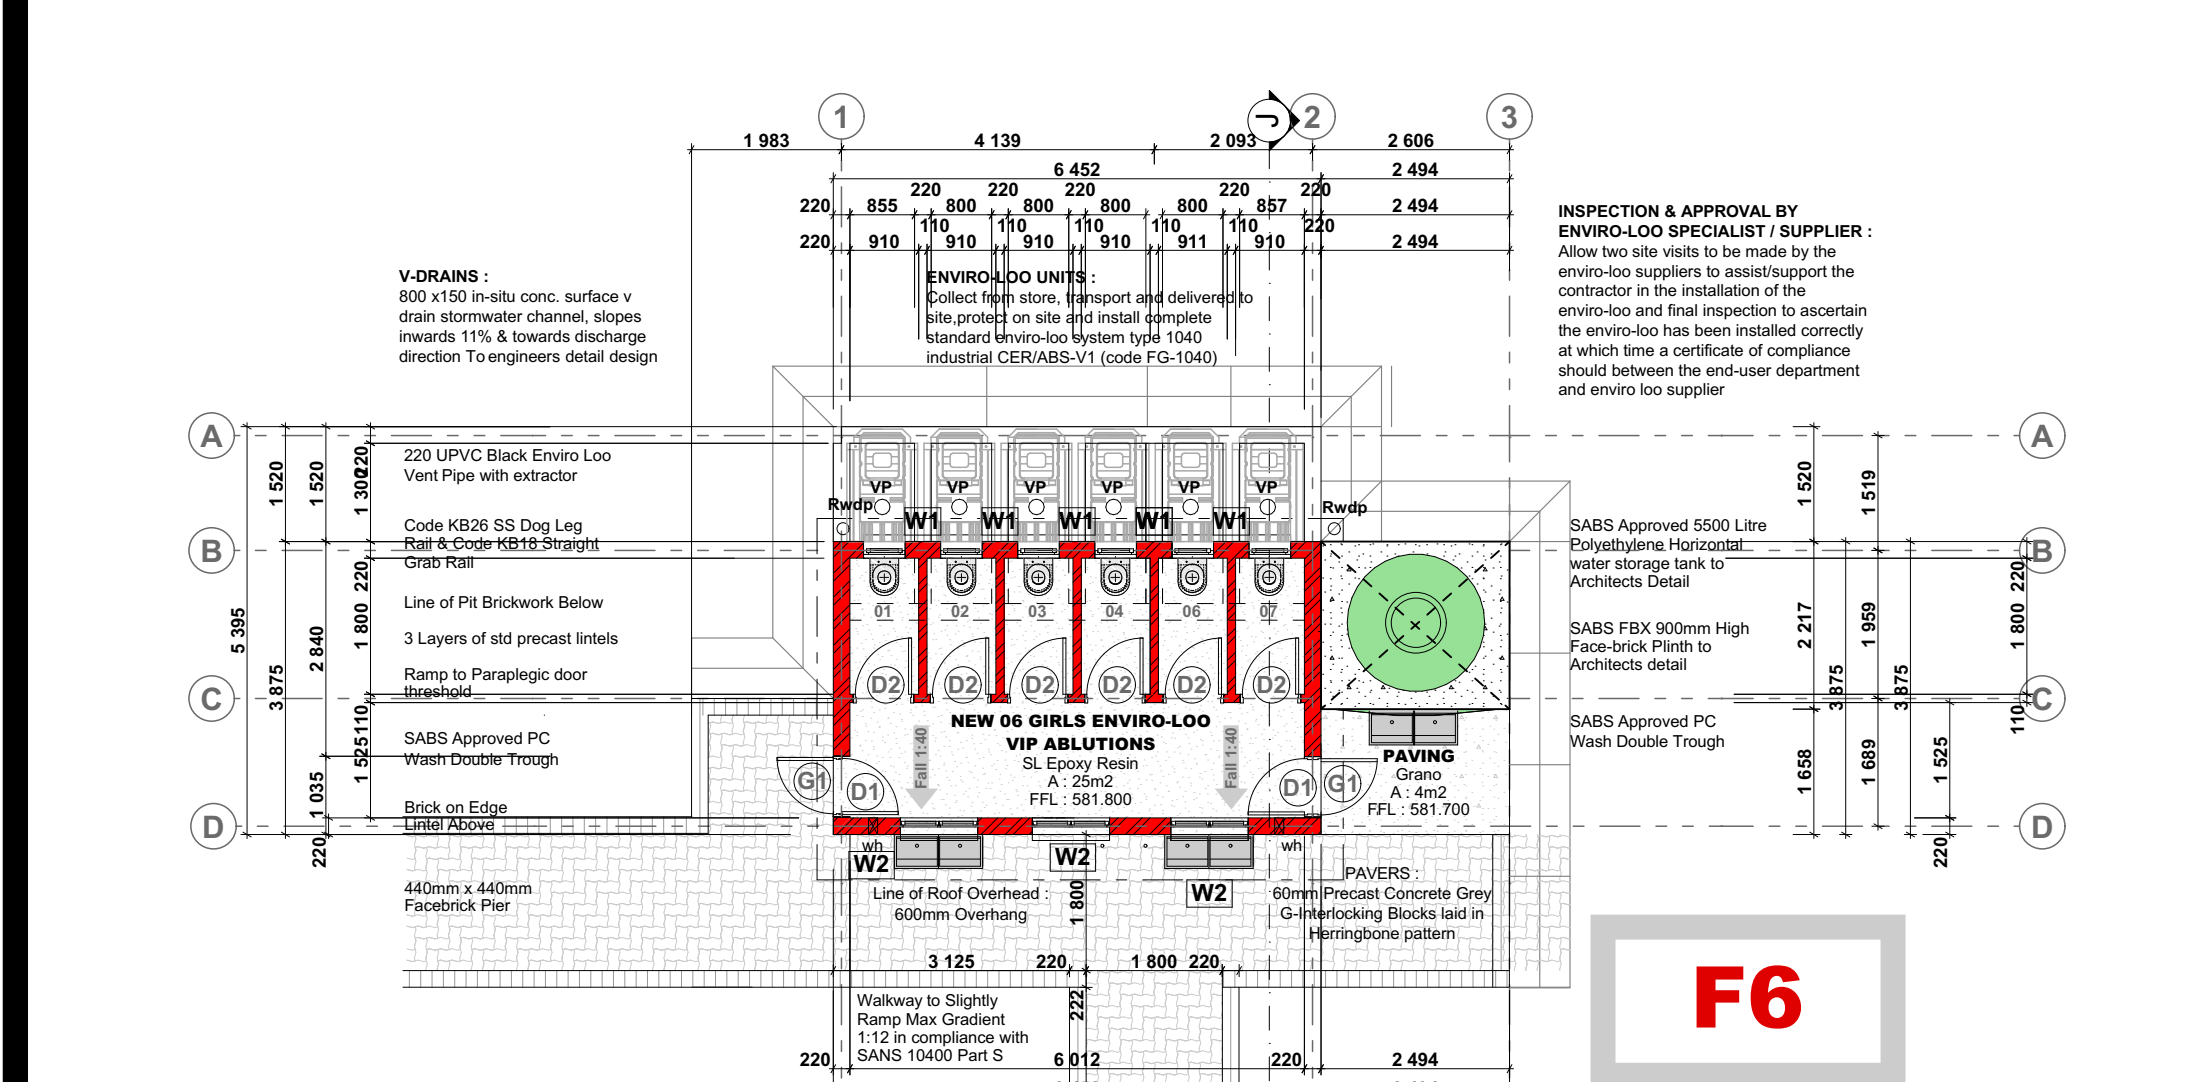 1
2
3
J
1 983
4 139
2 093
2 606
6 452
2 494
220
220
220
220
220
220
855
800
800
800
800
857
2 494
110
110
110
110
110
220
220
910
910
910
910
911
910
2 494
V-DRAINS :
800 x150 in-situ conc. surface v
drain stormwater channel, slopes
inwards 11% & towards discharge
direction To engineers detail design
ENVIRO-LOO UNITS :
Collect from store, transport and delivered to
site,protect on site and install complete
standard enviro-loo system type 1040
industrial CER/ABS-V1 (code FG-1040)
INSPECTION & APPROVAL BY
ENVIRO-LOO SPECIALIST / SUPPLIER :
Allow two site visits to be made by the
enviro-loo suppliers to assist/support the
contractor in the installation of the
enviro-loo and final inspection to ascertain
the enviro-loo has been installed correctly
at which time a certificate of compliance
should between the end-user department
and enviro loo supplier
A
B
C
D
5 395
1 520
3 875
1 520
2 840
1 035
220
220
1 300
220
1 800
110
1 525
220 UPVC Black Enviro Loo
Vent Pipe with extractor
Code KB26 SS Dog Leg
Rail & Code KB18 Straight
Grab Rail
Line of Pit Brickwork Below
3 Layers of std precast lintels
Ramp to Paraplegic door
threshold
SABS Approved PC
Wash Double Trough
Brick on Edge
Lintel Above
440mm x 440mm
Facebrick Pier
VP
VP
VP
VP
VP
VP
Rwdp
Rwdp
W1
W1
W1
W1
W1
01
02
03
04
06
07
D2
D2
D2
D2
D2
D2
NEW 06 GIRLS ENVIRO-LOO
VIP ABLUTIONS
SL Epoxy Resin
A : 25m2
FFL : 581.800
Fall 1:40
Fall 1:40
G1
D1
D1
G1
PAVING
Grano
A : 4m2
FFL : 581.700
wh
wh
W2
W2
W2
Line of Roof Overhead :
600mm Overhang
1 800
PAVERS :
60mm Precast Concrete Grey
G-Interlocking Blocks laid in
Herringbone pattern
3 125
220
1 800
220
222
Walkway to Slightly
Ramp Max Gradient
1:12 in compliance with
SANS 10400 Part S
220
6 012
220
2 494
SABS Approved 5500 Litre
Polyethylene Horizontal
water storage tank to
Architects Detail
SABS FBX 900mm High
Face-brick Plinth to
Architects detail
SABS Approved PC
Wash Double Trough
1 520
2 217
1 658
3 875
1 519
1 959
1 689
3 875
1 525
220
220
1 800
110
A
B
C
D
F6